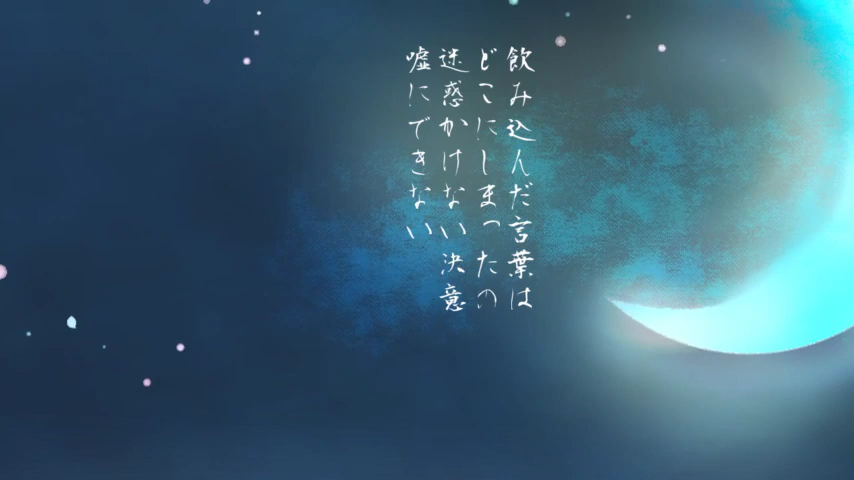 飲み込んだ言葉は
どこにしまったの
迷惑かけない決意
嘘にできない